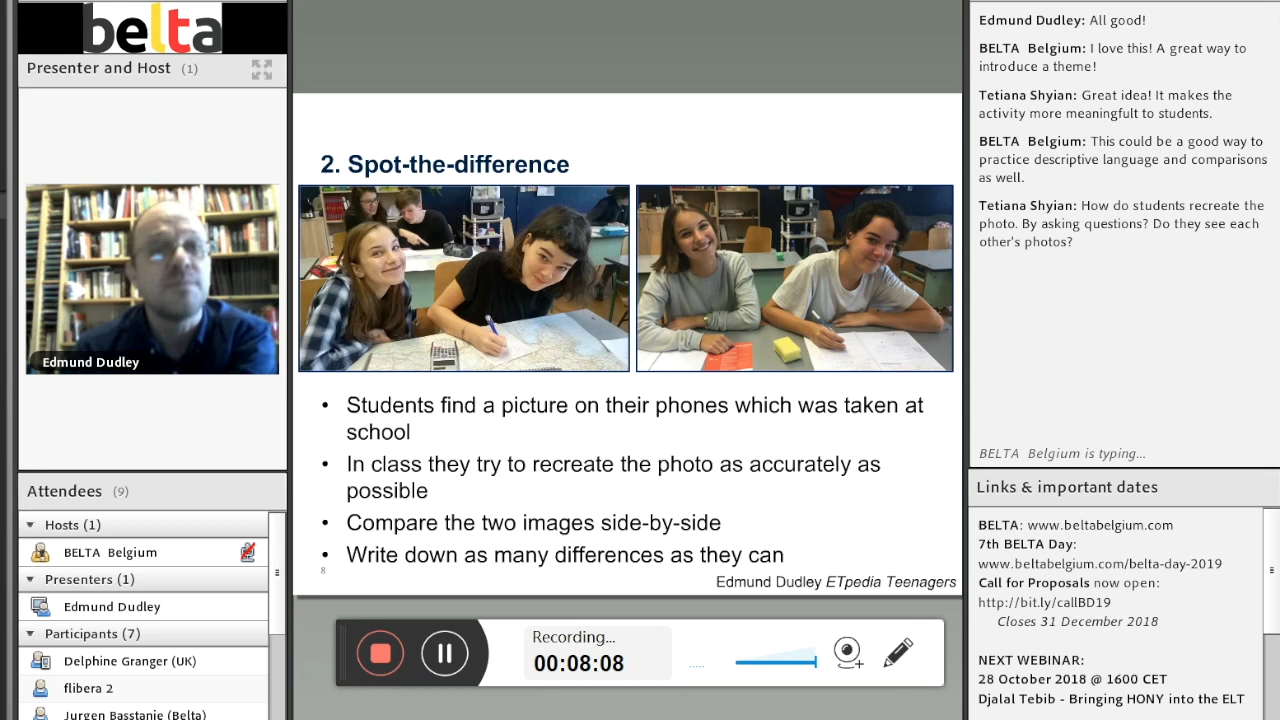 belta
Presenter and Host (1)
Edmund Dudley
Attendees (9)
Hosts (1)
BELTA Belgium
Presenters (1)
Edmund Dudley
Participants (7)
Delphine Granger (UK)
flibera 2
Jurgen Basstanie (Belta)
2. Spot-the-difference
• Students find a picture on their phones which was taken at
school
• In class they try to recreate the photo as accurately as
possible
• Compare the two images side-by-side
• Write down as many differences as they can
8
Edmund Dudley ETpedia Teenagers
Recording...
00:08:08
Edmund Dudley: All good!
BELTA Belgium: I love this! A great way to
introduce a theme!
Tetiana Shyian: Great idea! It makes the
activity more meaningfult to students.
BELTA Belgium: This could be a good way to
practice descriptive language and comparisons
as well.
Tetiana Shyian: How do students recreate the
photo. By asking questions? Do they see each
other's photos?
BELTA Belgium is typing...
Links & important dates
BELTA: www.beltabelgium.com
7th BELTA Day:
www.beltabelgium.com/belta-day-2019
Call for Proposals now open:
http://bit.ly/callBD19
Closes 31 December 2018
NEXT WEBINAR:
28 October 2018 @ 1600 CET
Djalal Tebib - Bringing HONY into the ELT